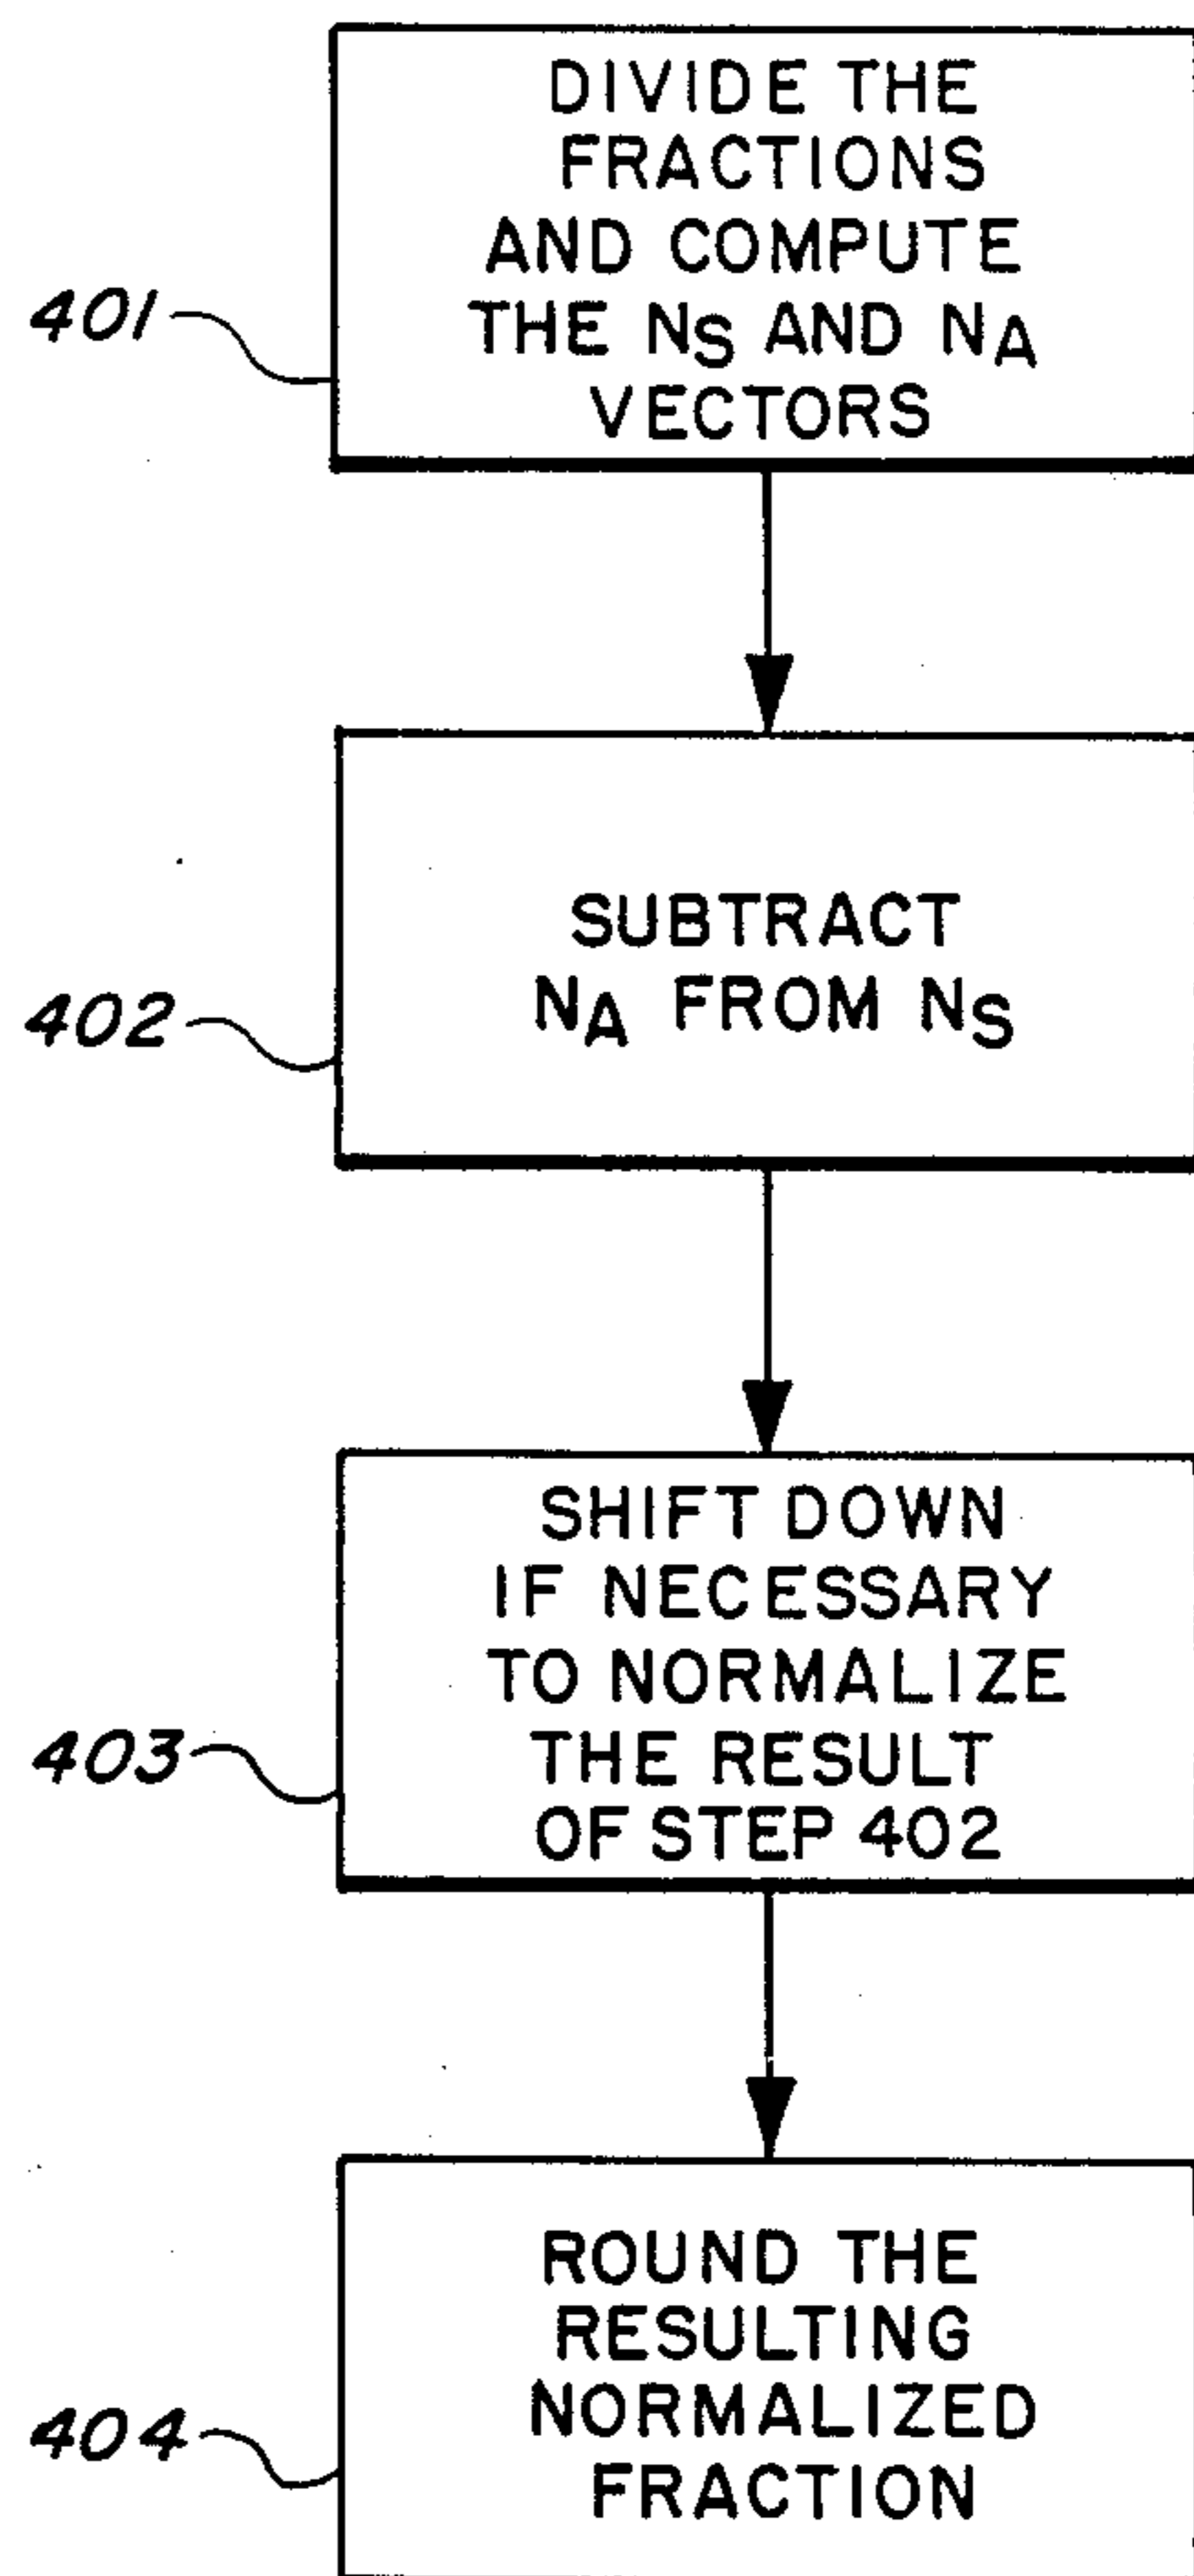 DIVIDE THE
FRACTIONS
AND COMPUTE
THE NS AND NA
VECTORS
401
SUBTRACT
NA FROM NS
402
SHIFT DOWN
IF NECESSARY
TO NORMALIZE
THE RESULT
OF STEP 402
403
ROUND THE
RESULTING
NORMALIZED
FRACTION
404